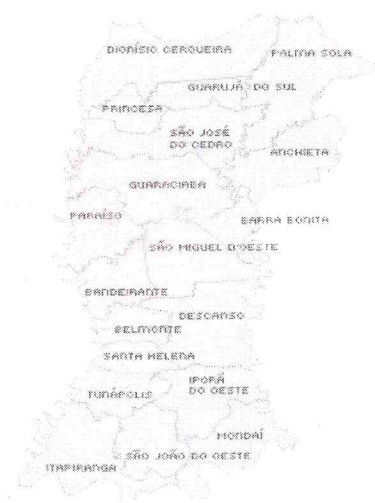 DIONÍSIO CERQUEIRA
PALMA SOLA
GUARUJÁ DO SUL
PRINCESA
SÃO JOSÉ
DO CEDRO
ANCHIETA
GUARACIABA
PARAÍSO
BARRA BONITA
SÃO MIGUEL D'OESTE
BANDEIRANTE
DESCANSO
BELMONTE
SANTA HELENA
IPORÃ
DO OESTE
TUNÁPOLIS
MONDAÍ
SÃO JOÃO DO OESTE
ITAPIRANGA